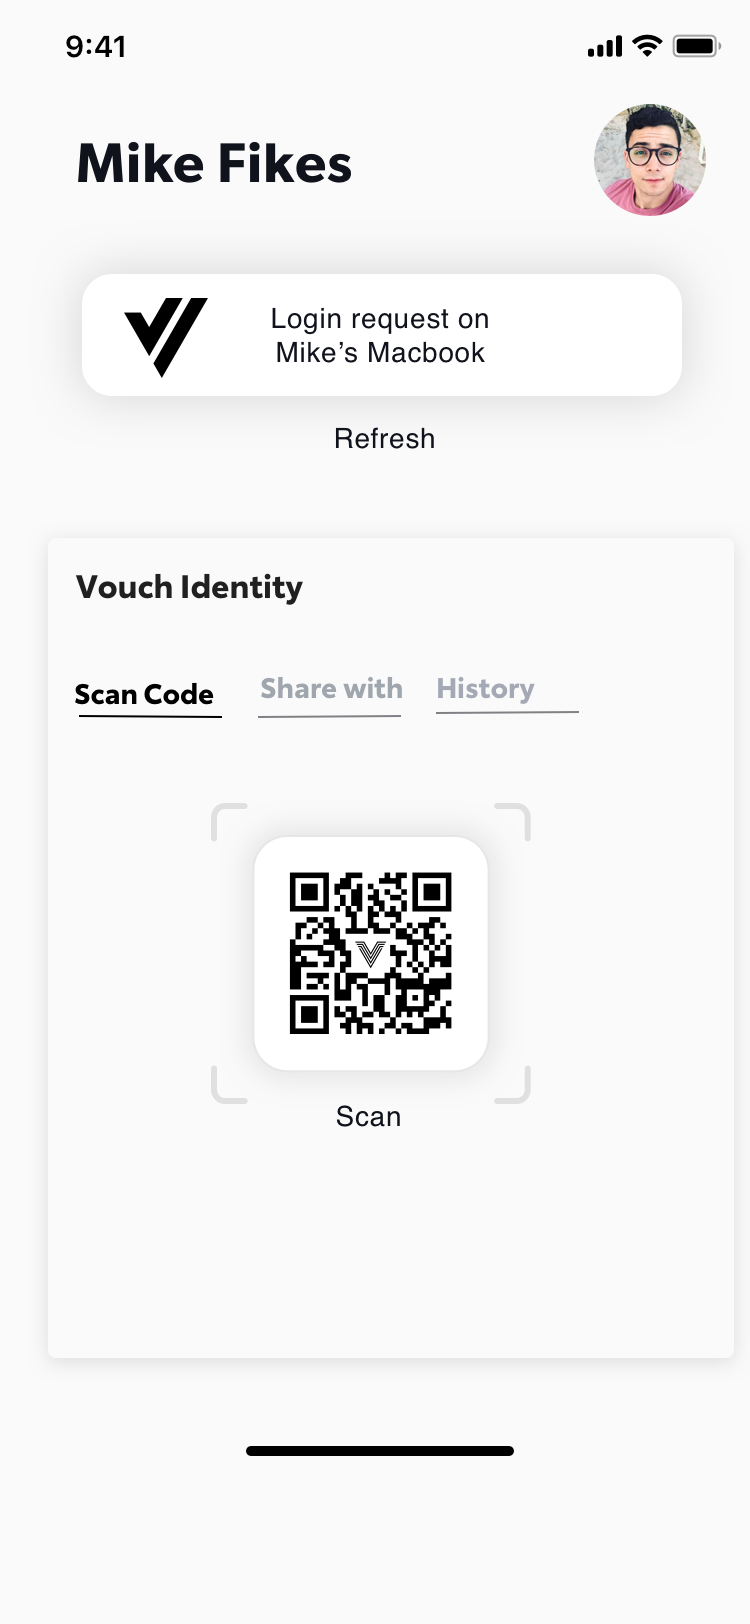 9:41
Mike Fikes
Login request on
Mike’s Macbook
Refresh
Vouch Identity
Scan Code
Share with
History
Scan